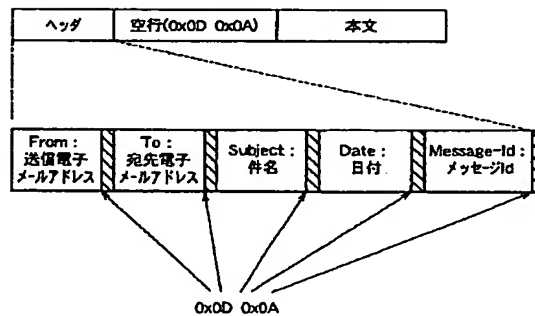 ヘッダ
空行(0x0D 0x0A)
本文
From :
送信電子
メールアドレス
To :
宛先電子
メールアドレス
Subject :
件名
Date :
日付
Message-Id :
メッセージId
0x0D 0x0A